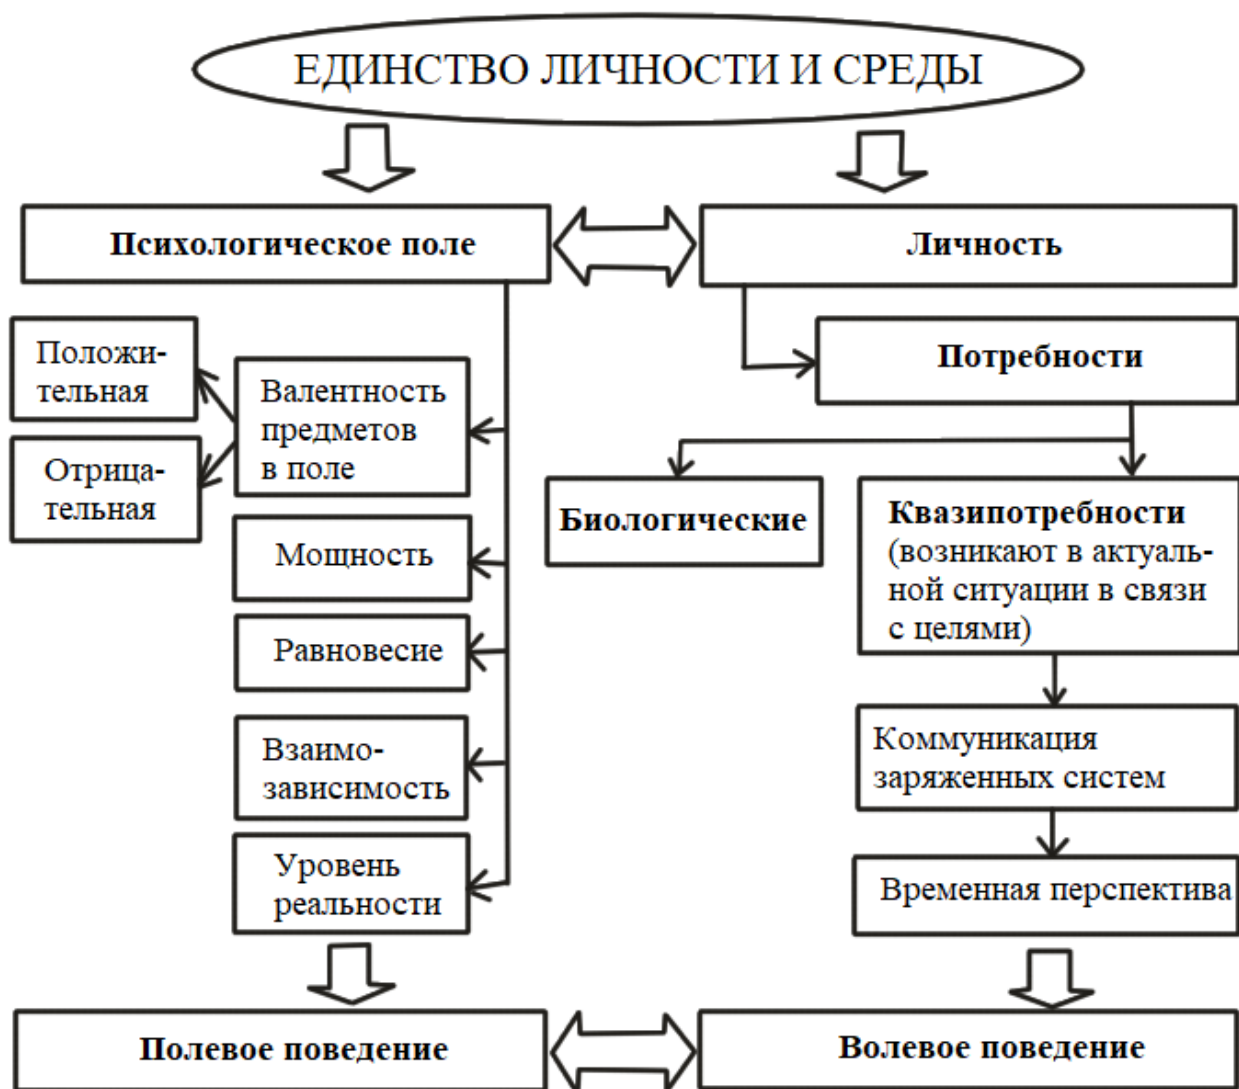 ЕДИНСТВО ЛИЧНОСТИ И СРЕДЫ
Психологическое поле
Личность
Положи-
тельная
Отрица-
тельная
Валентность
предметов
в поле
Мощность
Равновесие
Взаимо-
зависимость
Уровень
реальности
Потребности
Биологические
Квазипотребности
(возникают в актуаль-
ной ситуации в связи
с целями)
Коммуникация
заряженных систем
Временная перспектива
Полевое поведение
Волевое поведение